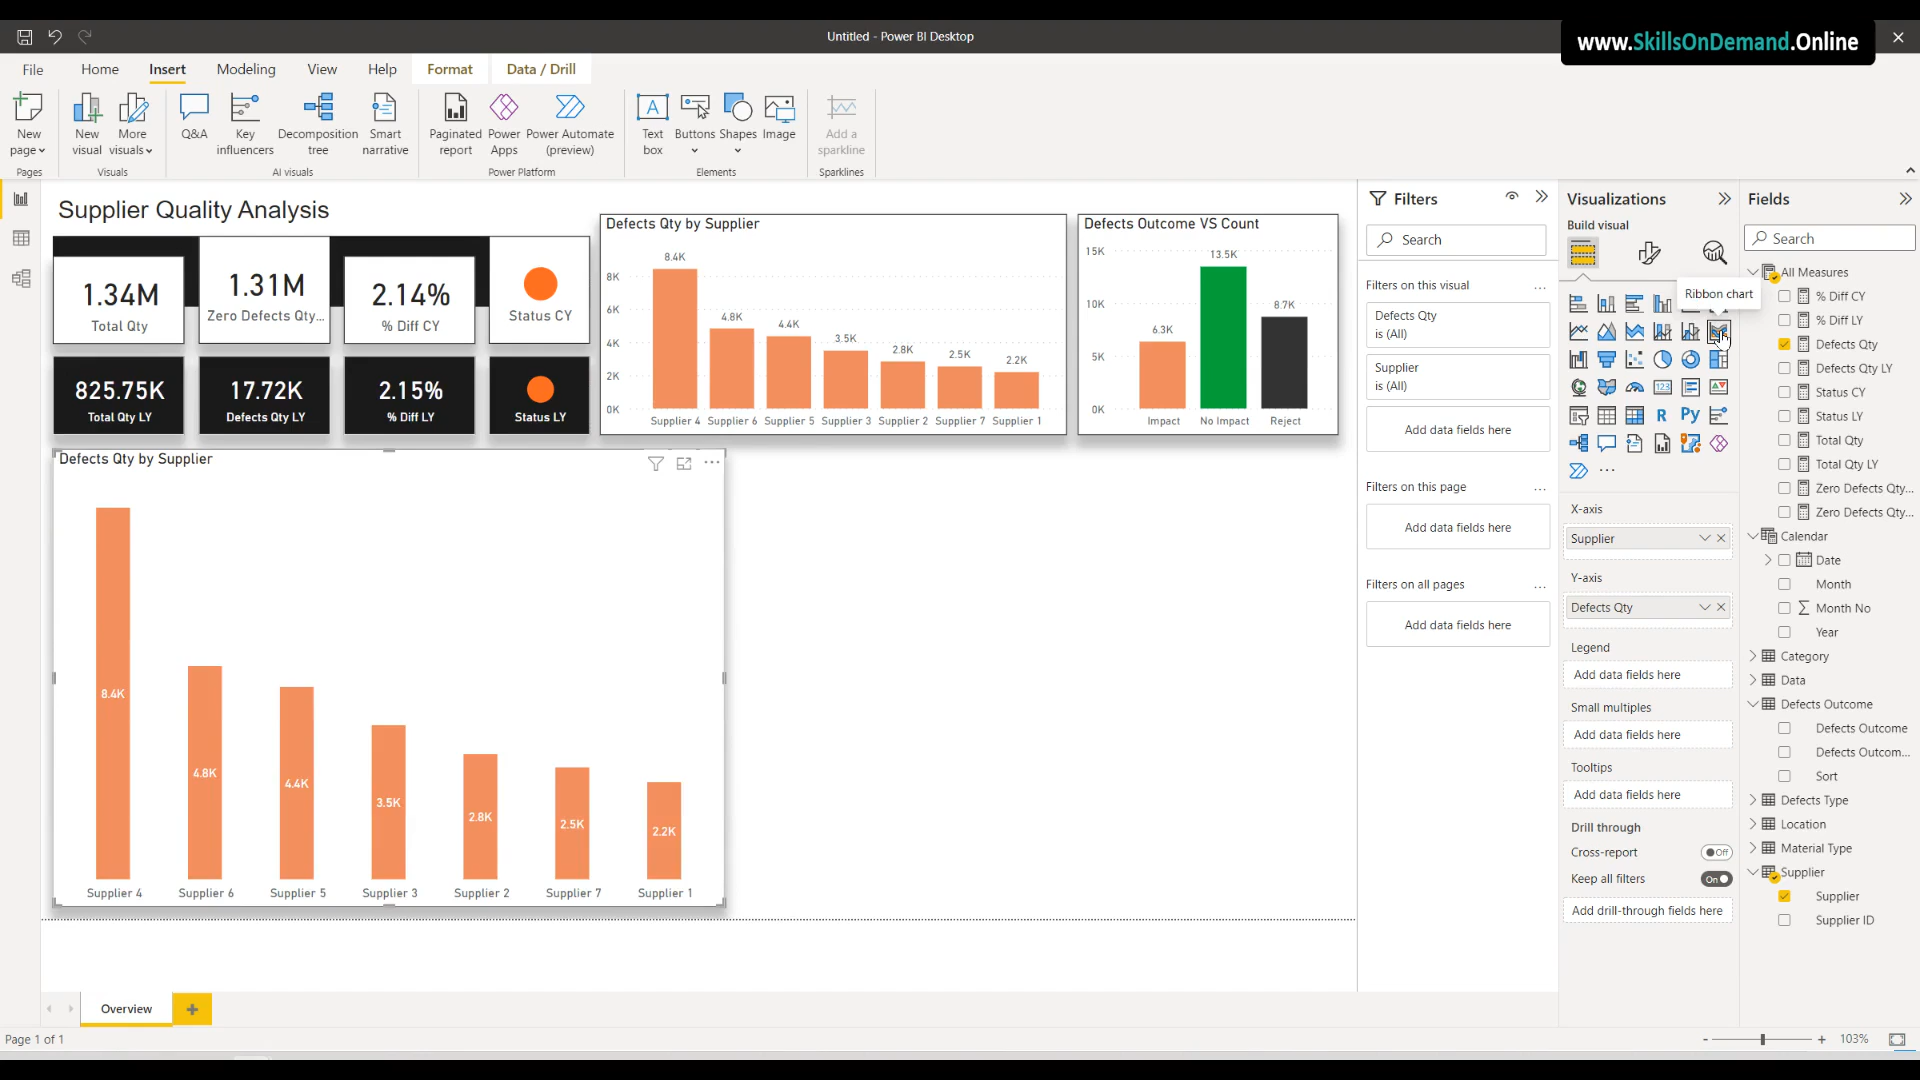 Untitled - Power BI Desktop
www.SkillsOnDemand.Online
File
Home
Insert
Modeling
View
Help
Format
Data / Drill
New page
New visual
More visuals
Q&A
Key influencers
Decomposition tree
Smart narrative
Paginated report
Power Apps
Power Automate (preview)
Text box
Buttons
Shapes
Image
Add a sparkline
Pages
Visuals
AI visuals
Power Platform
Elements
Sparklines
Supplier Quality Analysis
1.34M
Total Qty
1.31M
Zero Defects Qty...
2.14%
% Diff CY
Status CY
825.75K
Total Qty LY
17.72K
Defects Qty LY
2.15%
% Diff LY
Status LY
Defects Qty by Supplier
8K
6K
4K
2K
0K
8.4K
4.8K
4.4K
3.5K
2.8K
2.5K
2.2K
Supplier 4
Supplier 6
Supplier 5
Supplier 3
Supplier 2
Supplier 7
Supplier 1
Defects Outcome VS Count
15K
10K
5K
0K
6.3K
13.5K
8.7K
Impact
No Impact
Reject
Defects Qty by Supplier
8.4K
4.8K
4.4K
3.5K
2.8K
2.5K
2.2K
Supplier 4
Supplier 6
Supplier 5
Supplier 3
Supplier 2
Supplier 7
Supplier 1
Filters
Search
Filters on this visual
...
Defects Qty
is (All)
Supplier
is (All)
Add data fields here
Filters on this page
...
Add data fields here
Filters on all pages
...
Add data fields here
Visualizations
Build visual
Ribbon chart
123
R
Py
...
X-axis
Supplier
Y-axis
Defects Qty
Legend
Add data fields here
Small multiples
Add data fields here
Tooltips
Add data fields here
Drill through
Cross-report
Off
Keep all filters
On
Add drill-through fields here
Fields
Search
All Measures
% Diff CY
% Diff LY
Defects Qty
Defects Qty LY
Status CY
Status LY
Total Qty
Total Qty LY
Zero Defects Qty...
Zero Defects Qty...
Calendar
Date
Month
Month No
Year
Category
Data
Defects Outcome
Defects Outcome
Defects Outcom...
Sort
Defects Type
Location
Material Type
Supplier
Supplier
Supplier ID
Overview
Page 1 of 1
- + 103%